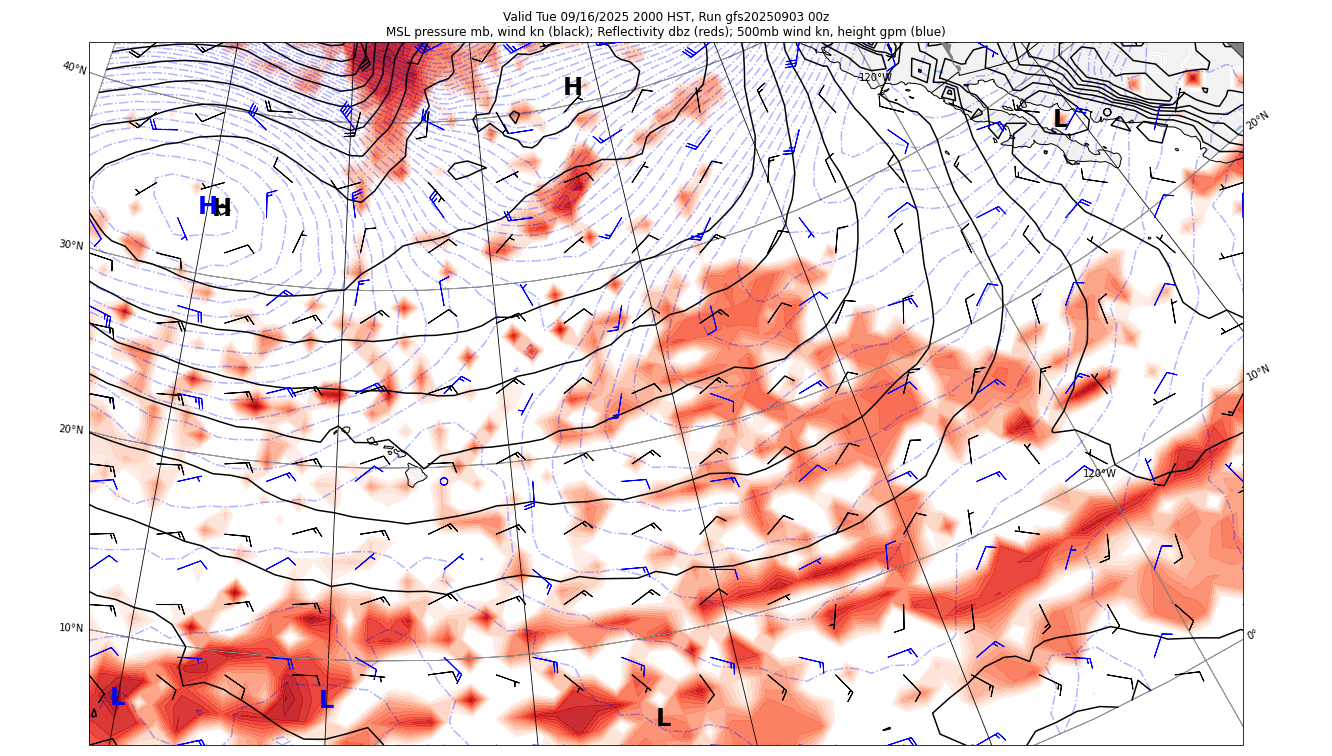 Valid Tue 09/16/2025 2000 HST, Run gfs20250903 00z
MSL pressure mb, wind kn (black); Reflectivity dbz (reds); 500mb wind kn, height gpm (blue)
40°N
H
120°W
L
20°N
H
H
30°N
10°N
20°N
120°W
10°N
0°
L
L
L